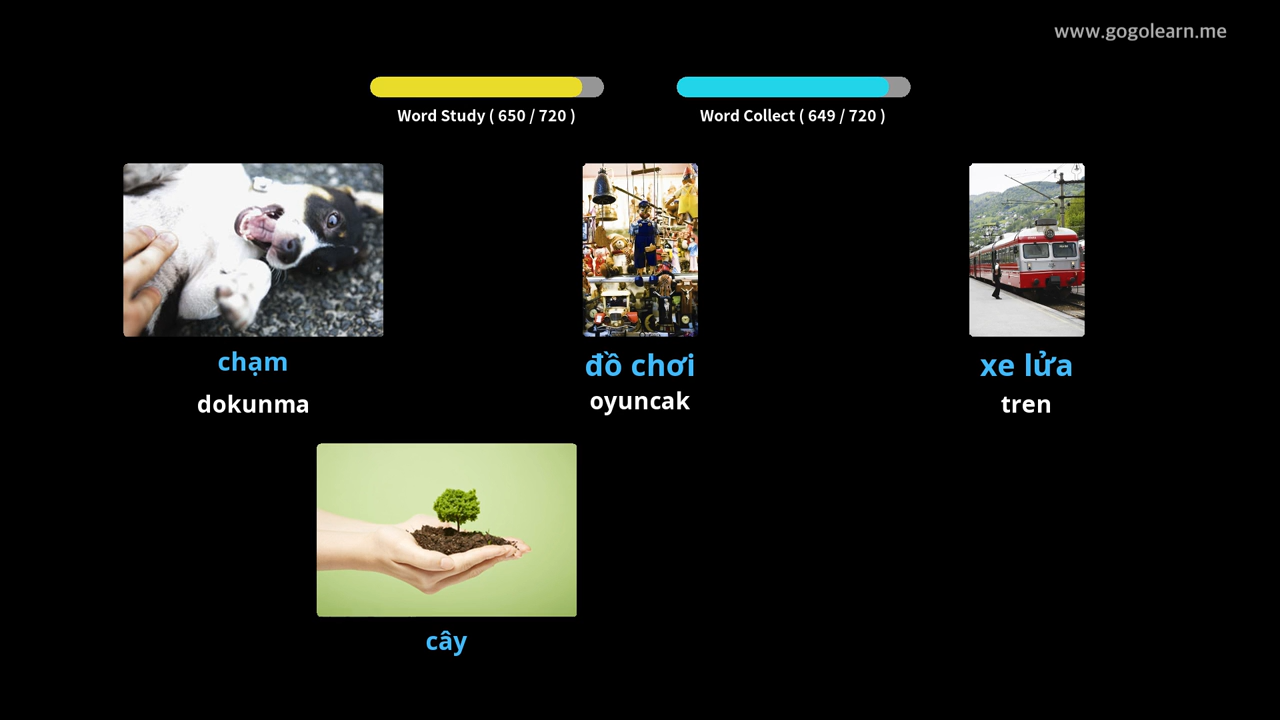 www.gogolearn.me
Word Study ( 650 / 720 )
Word Collect ( 649 / 720 )
chạm
đồ chơi
xe lửa
dokunma
oyuncak
tren
cây